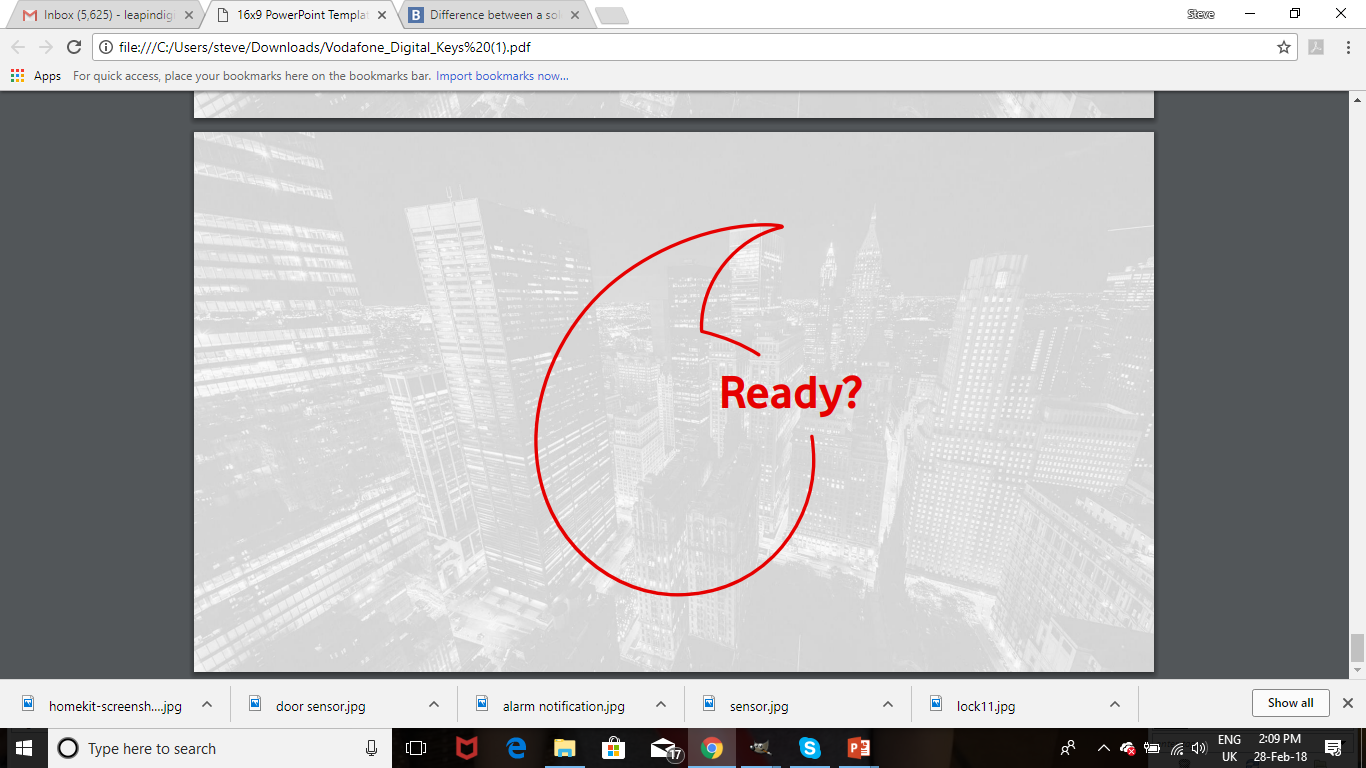 Inbox (5,625) - leapindigi
16x9 PowerPoint Templa
Difference between a sol
Steve
file:///C:/Users/steve/Downloads/Vodafone_Digital_Keys%20(1).pdf
Apps
For quick access, place your bookmarks here on the bookmarks bar. Import bookmarks now...
Ready?
homekit-screensh....jpg
door sensor.jpg
alarm notification.jpg
sensor.jpg
lock11.jpg
Show all
Type here to search
17
ENG
UK
2:09 PM
28-Feb-18